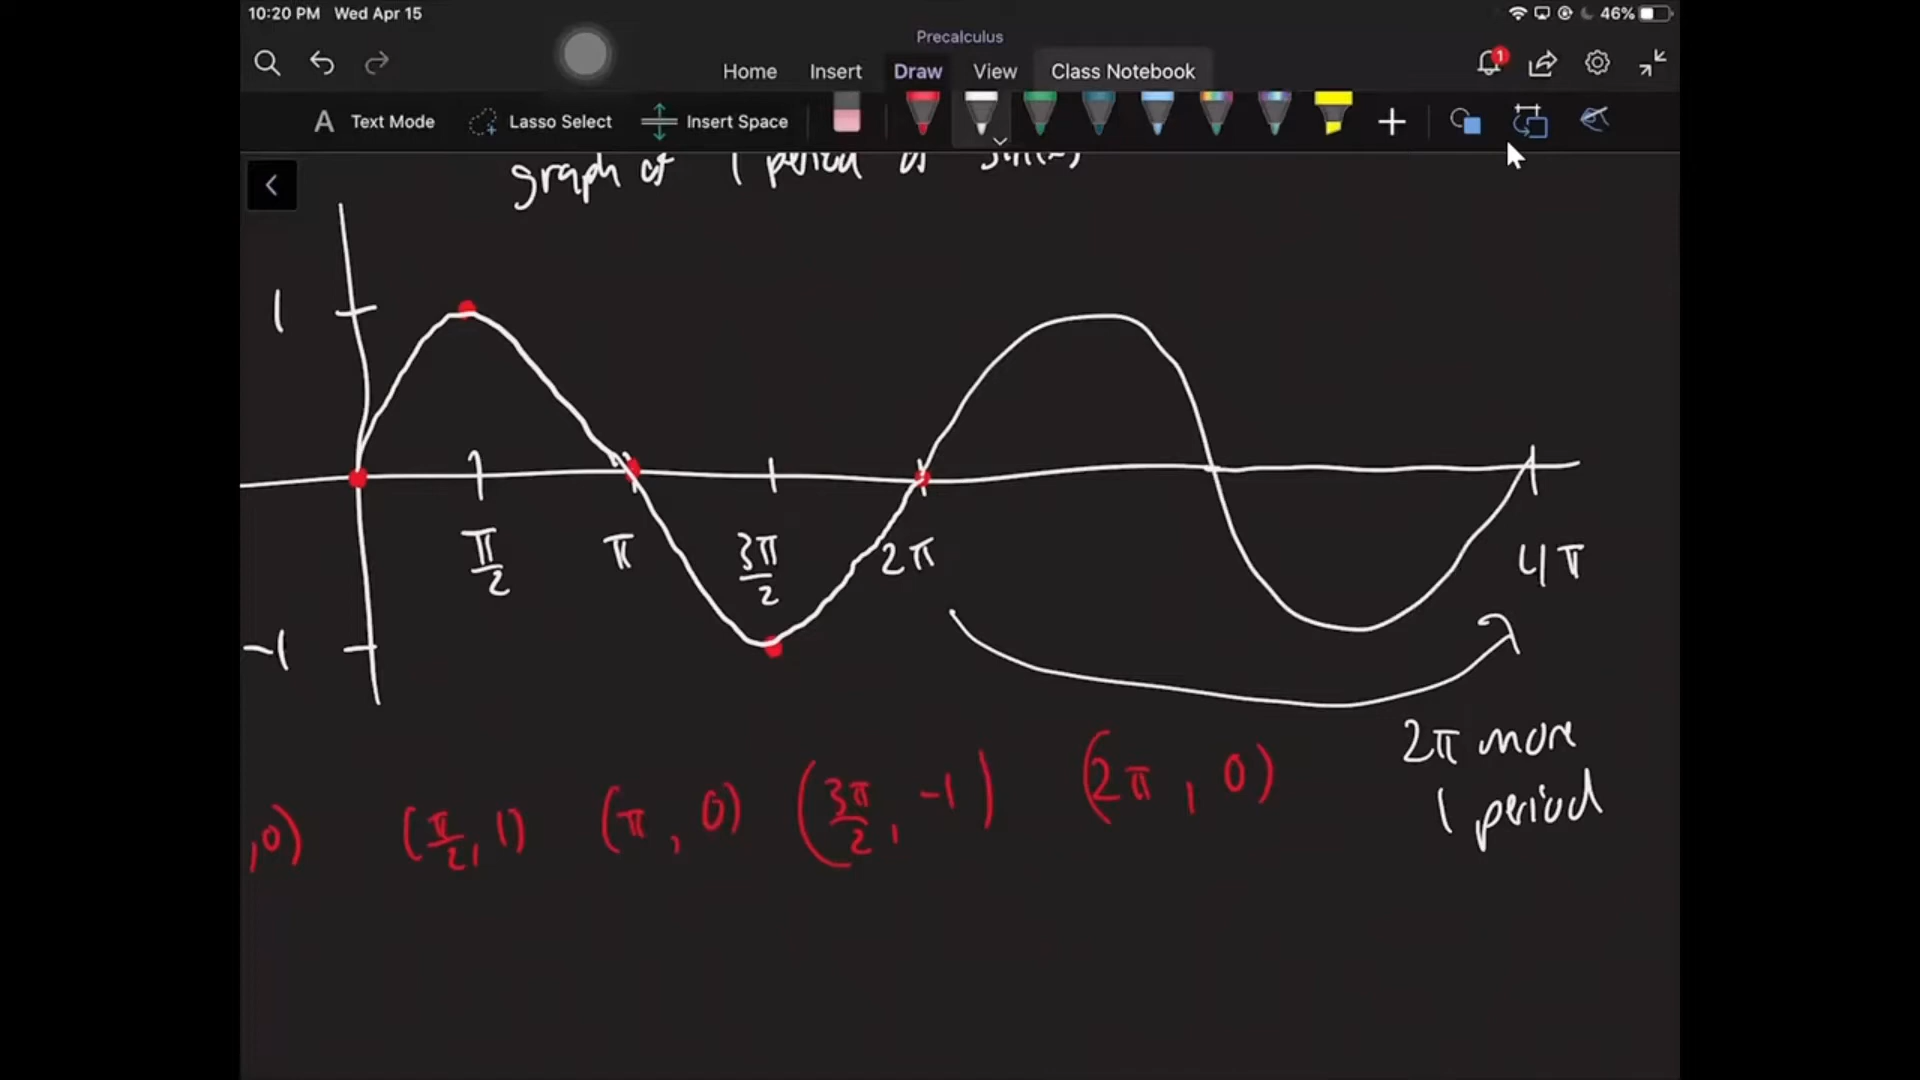 10:20 PM Wed Apr 15
46%
Precalculus
1
Home Insert Draw View Class Notebook
A Text Mode Lasso Select Insert Space
graph of 1 period of
1
π/2 π 3π/2 2π 4π
-1
2π more
1 period
,0) (π/2, 1) (π, 0) (3π/2, -1) (2π, 0)